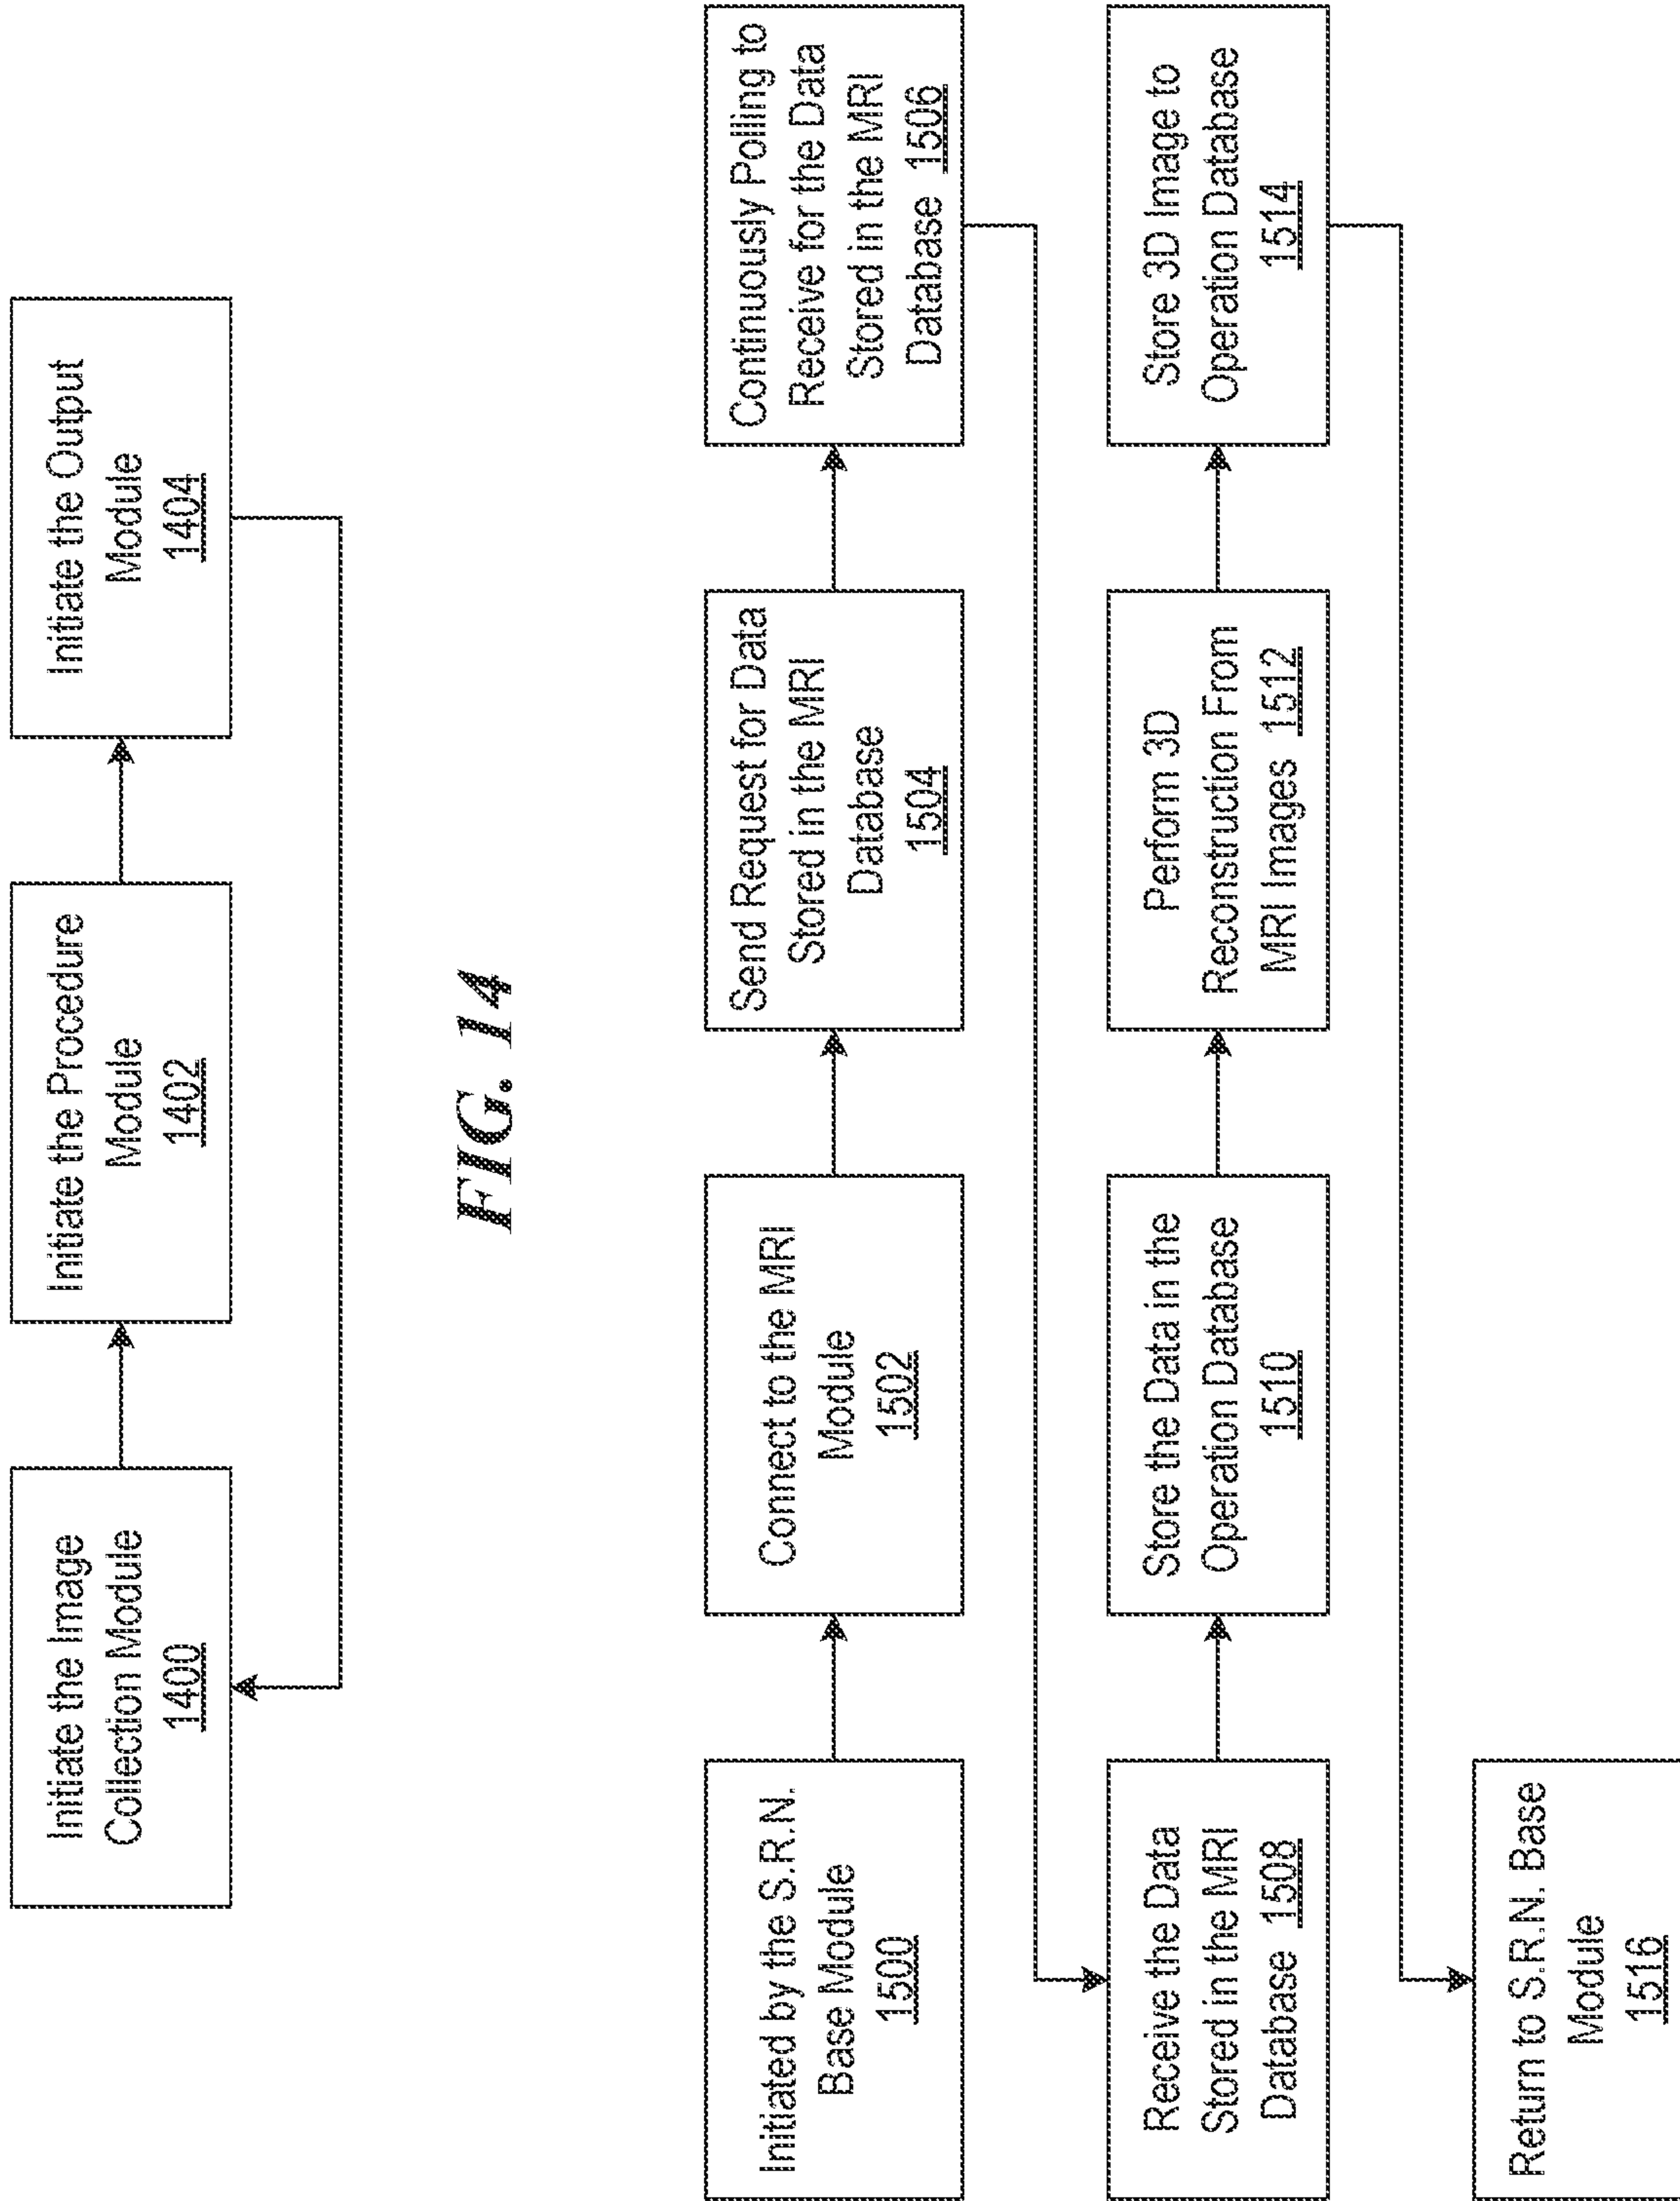 Initiate the Image
Collection Module
1400
Initiate the Procedure
Module
1402
Initiate the Output
Module
1404
FIG. 14
Initiated by the S.R.N.
Base Module
1500
Connect to the MRI
Module
1502
Send Request for Data
Stored in the MRI
Database
1504
Continuously Polling to
Receive for the Data
Stored in the MRI
Database 1506
Receive the Data
Stored in the MRI
Database 1508
Store the Data in the
Operation Database
1510
Perform 3D
Reconstruction From
MRI Images 1512
Store 3D Image to
Operation Database
1514
Return to S.R.N. Base
Module
1516